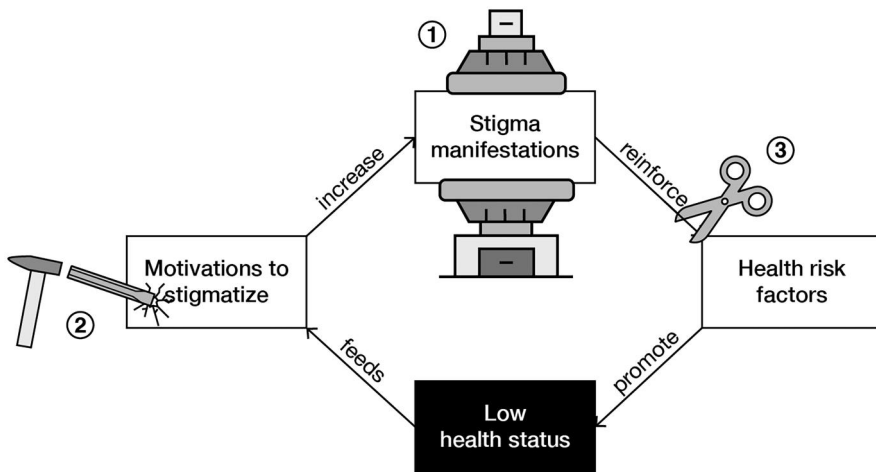 ①
Stigma
manifestations
increase
reinforce
③
Motivations to
stigmatize
②
Health risk
factors
feeds
promote
Low
health status